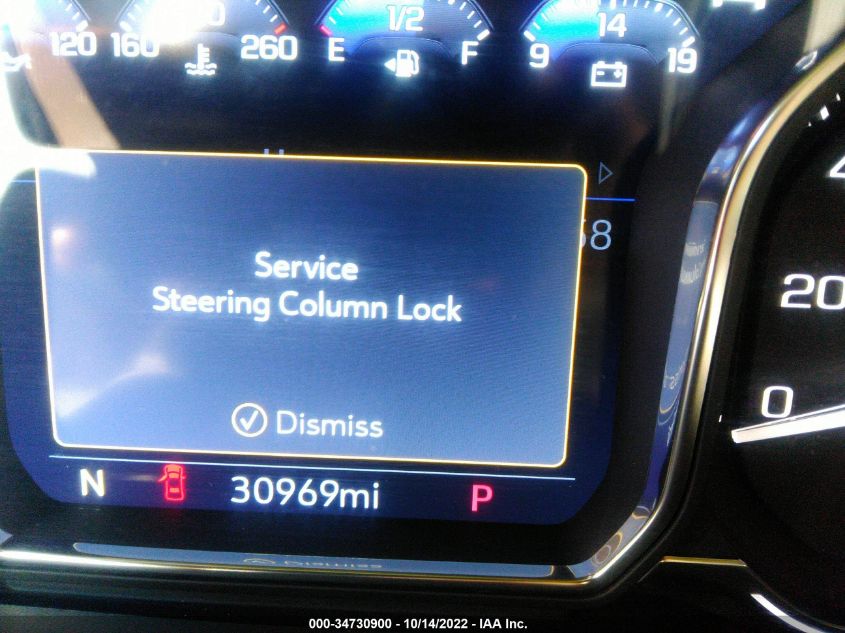 120 160 260 1/2 E F 14 9 19
Service
Steering Column Lock
Dismiss
N 30969mi P
20
0
000-34730900 - 10/14/2022 - IAA Inc.